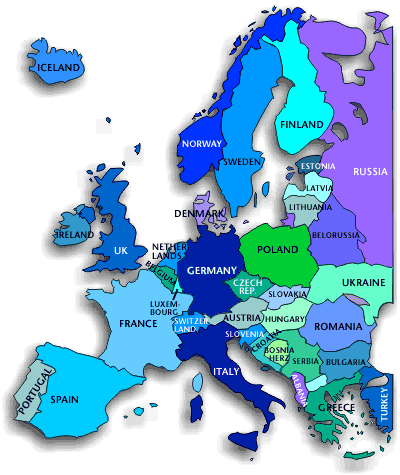 ICELAND
NORWAY
SWEDEN
FINLAND
RUSSIA
ESTONIA
LATVIA
LITHUANIA
DENMARK
IRELAND
UK
NETHER
LANDS
BELGIUM
GERMANY
POLAND
BELORUSSIA
UKRAINE
CZECH
REP.
SLOVAKIA
LUXEM-
BOURG
FRANCE
SWITZER
LAND
AUSTRIA
HUNGARY
ROMANIA
SLOVENIA
CROATIA
BOSNIA
HERZ
SERBIA
BULGARIA
ITALY
ALBANIA
GREECE
TURKEY
PORTUGAL
SPAIN